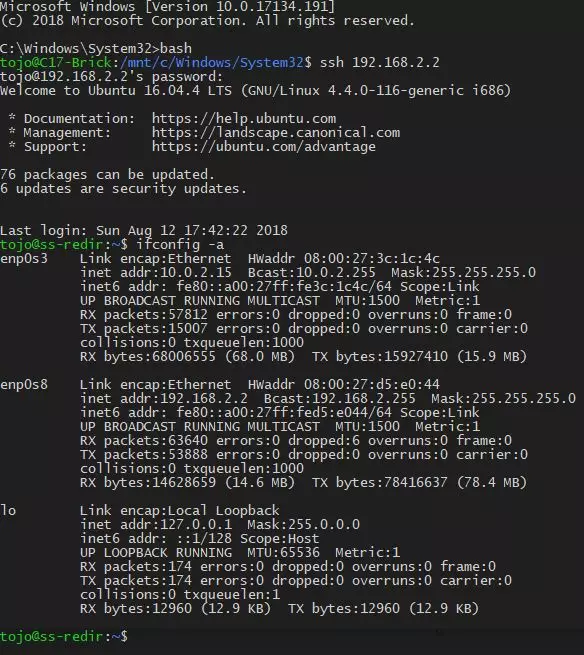 Microsoft Windows [Version 10.0.17134.191]
(c) 2018 Microsoft Corporation. All rights reserved.
C:\Windows\System32>bash
tojo@C17-Brick:/mnt/c/Windows/System32$ ssh 192.168.2.2
tojo@192.168.2.2's password:
Welcome to Ubuntu 16.04.4 LTS (GNU/Linux 4.4.0-116-generic i686)
* Documentation:  https://help.ubuntu.com
* Management:     https://landscape.canonical.com
* Support:        https://ubuntu.com/advantage
76 packages can be updated.
6 updates are security updates.
Last login: Sun Aug 12 17:42:22 2018
tojo@ss-redir:~$ ifconfig -a
enp0s3    Link encap:Ethernet  HWaddr 08:00:27:3c:1c:4c
inet addr:10.0.2.15  Bcast:10.0.2.255  Mask:255.255.255.0
inet6 addr: fe80::a00:27ff:fe3c:1c4c/64 Scope:Link
UP BROADCAST RUNNING MULTICAST  MTU:1500  Metric:1
RX packets:57812 errors:0 dropped:0 overruns:0 frame:0
TX packets:15007 errors:0 dropped:0 overruns:0 carrier:0
collisions:0 txqueuelen:1000
RX bytes:68006555 (68.0 MB)  TX bytes:15927410 (15.9 MB)
enp0s8    Link encap:Ethernet  HWaddr 08:00:27:d5:e0:44
inet addr:192.168.2.2  Bcast:192.168.2.255  Mask:255.255.255.0
inet6 addr: fe80::a00:27ff:fed5:e044/64 Scope:Link
UP BROADCAST RUNNING MULTICAST  MTU:1500  Metric:1
RX packets:63640 errors:0 dropped:6 overruns:0 frame:0
TX packets:53888 errors:0 dropped:0 overruns:0 carrier:0
collisions:0 txqueuelen:1000
RX bytes:14628659 (14.6 MB)  TX bytes:78416637 (78.4 MB)
lo        Link encap:Local Loopback
inet addr:127.0.0.1  Mask:255.0.0.0
inet6 addr: ::1/128 Scope:Host
UP LOOPBACK RUNNING  MTU:65536  Metric:1
RX packets:174 errors:0 dropped:0 overruns:0 frame:0
TX packets:174 errors:0 dropped:0 overruns:0 carrier:0
collisions:0 txqueuelen:1
RX bytes:12960 (12.9 KB)  TX bytes:12960 (12.9 KB)
tojo@ss-redir:~$